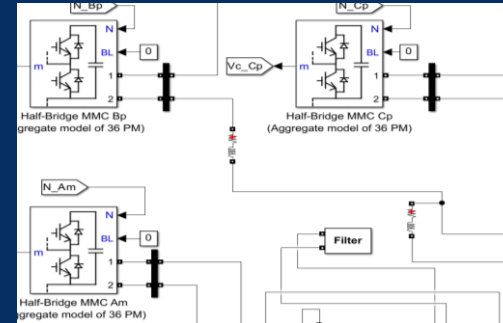 N_Bp
N_Cp
N
BL
0
m
1
2
Half-Bridge MMC Bp
gregate model of 36 PM)
Vc_Cp
N
BL
0
m
1
2
Half-Bridge MMC Cp
(Aggregate model of 36 PM)
N_Am
N
BL
0
m
1
2
Half-Bridge MMC Am
gregate model of 36 PM)
Filter